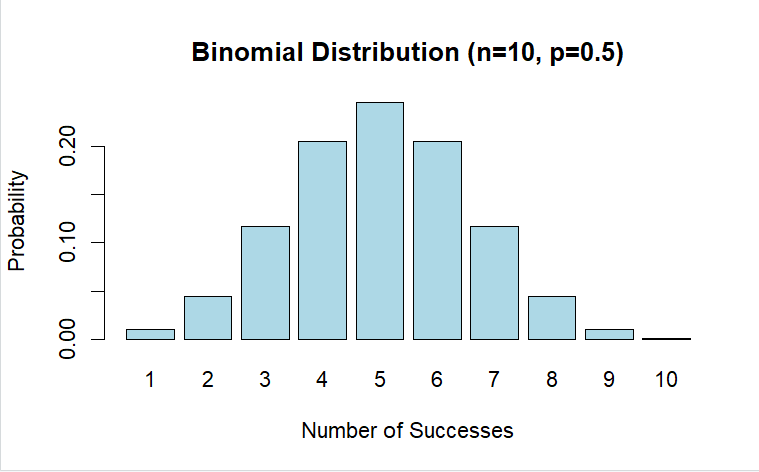 Binomial Distribution (n=10, p=0.5)
Probability
0.20
0.10
0.00
1 2 3 4 5 6 7 8 9 10
Number of Successes